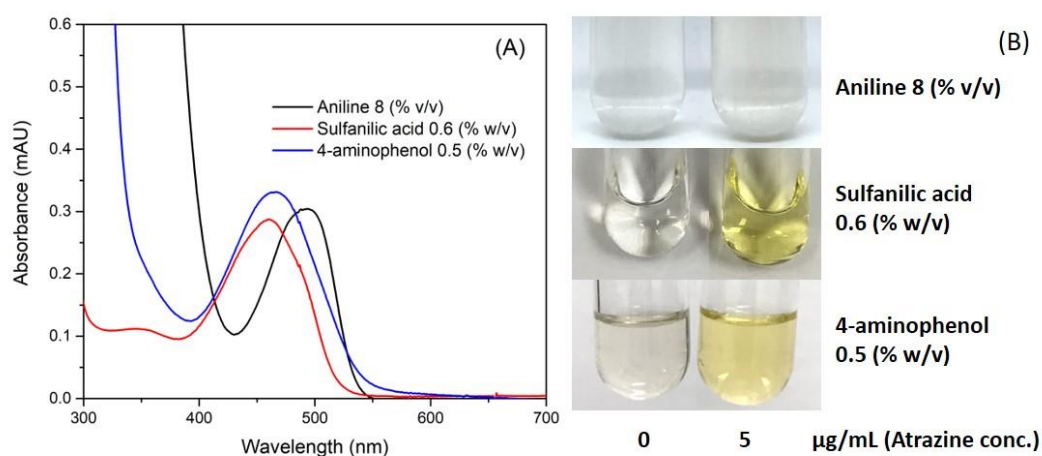 (A)
0.6
0.5
0.4
0.3
0.2
0.1
0.0
Absorbance (mAU)
Aniline 8 (% v/v)
Sulfanilic acid 0.6 (% w/v)
4-aminophenol 0.5 (% w/v)
300 400 500 600 700
Wavelength (nm)
(B)
Aniline 8 (% v/v)
Sulfanilic acid
0.6 (% w/v)
4-aminophenol
0.5 (% w/v)
0 5 µg/mL (Atrazine conc.)